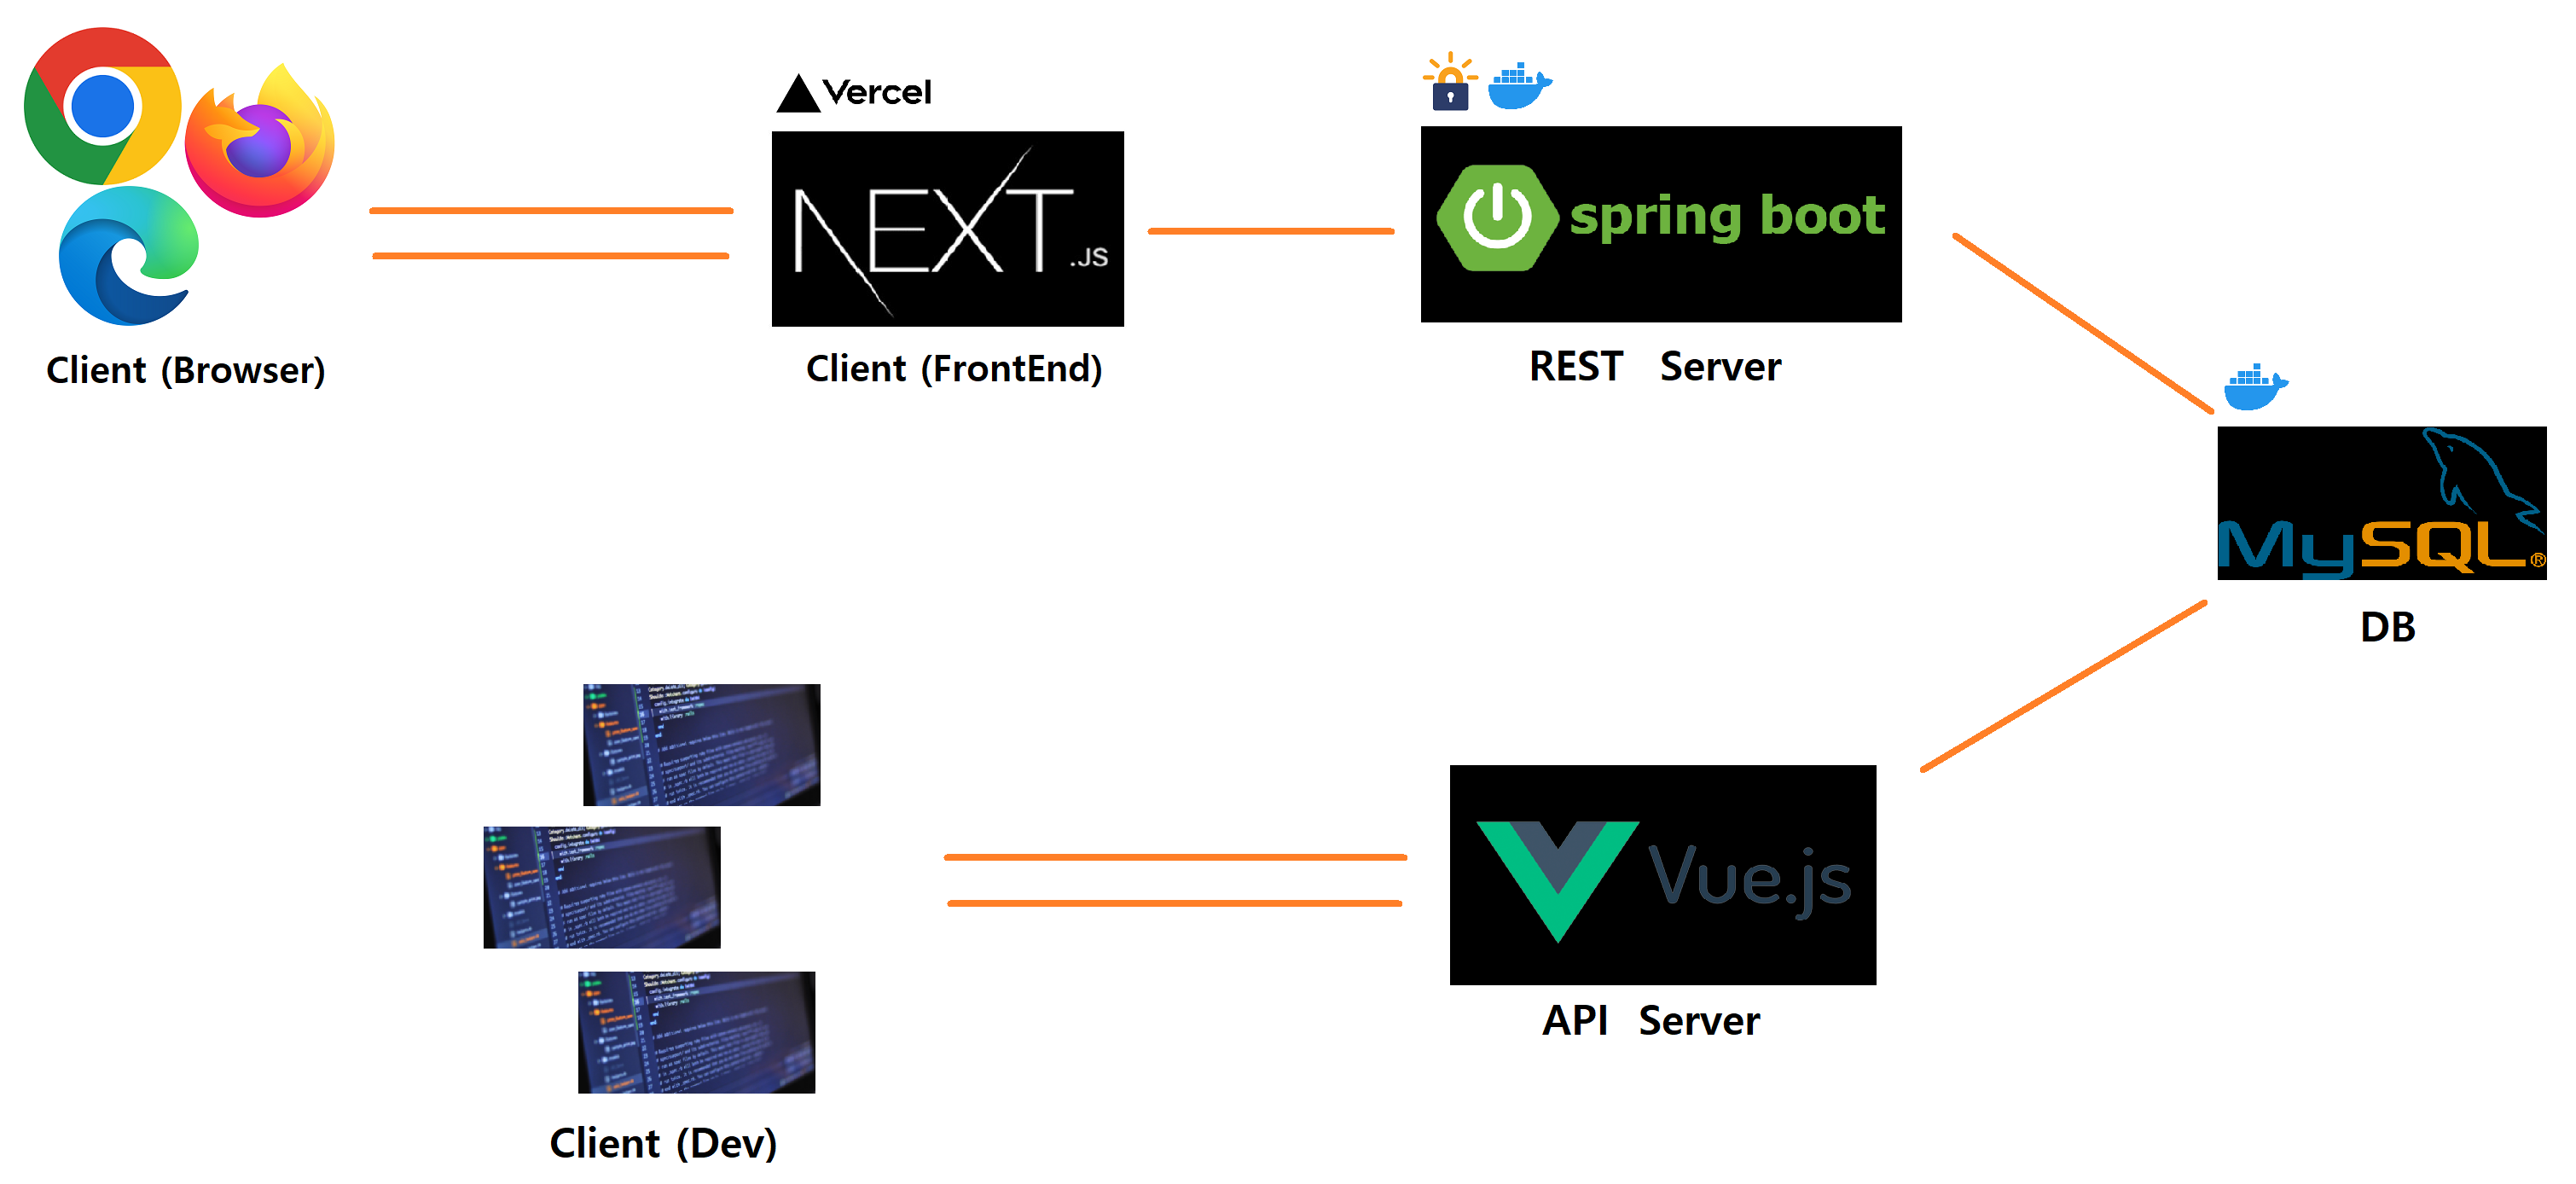 Vercel
NEXT.JS
spring boot
Client (Browser)
Client (FrontEnd)
REST Server
MySQL®
DB
Vue.js
API Server
Client (Dev)